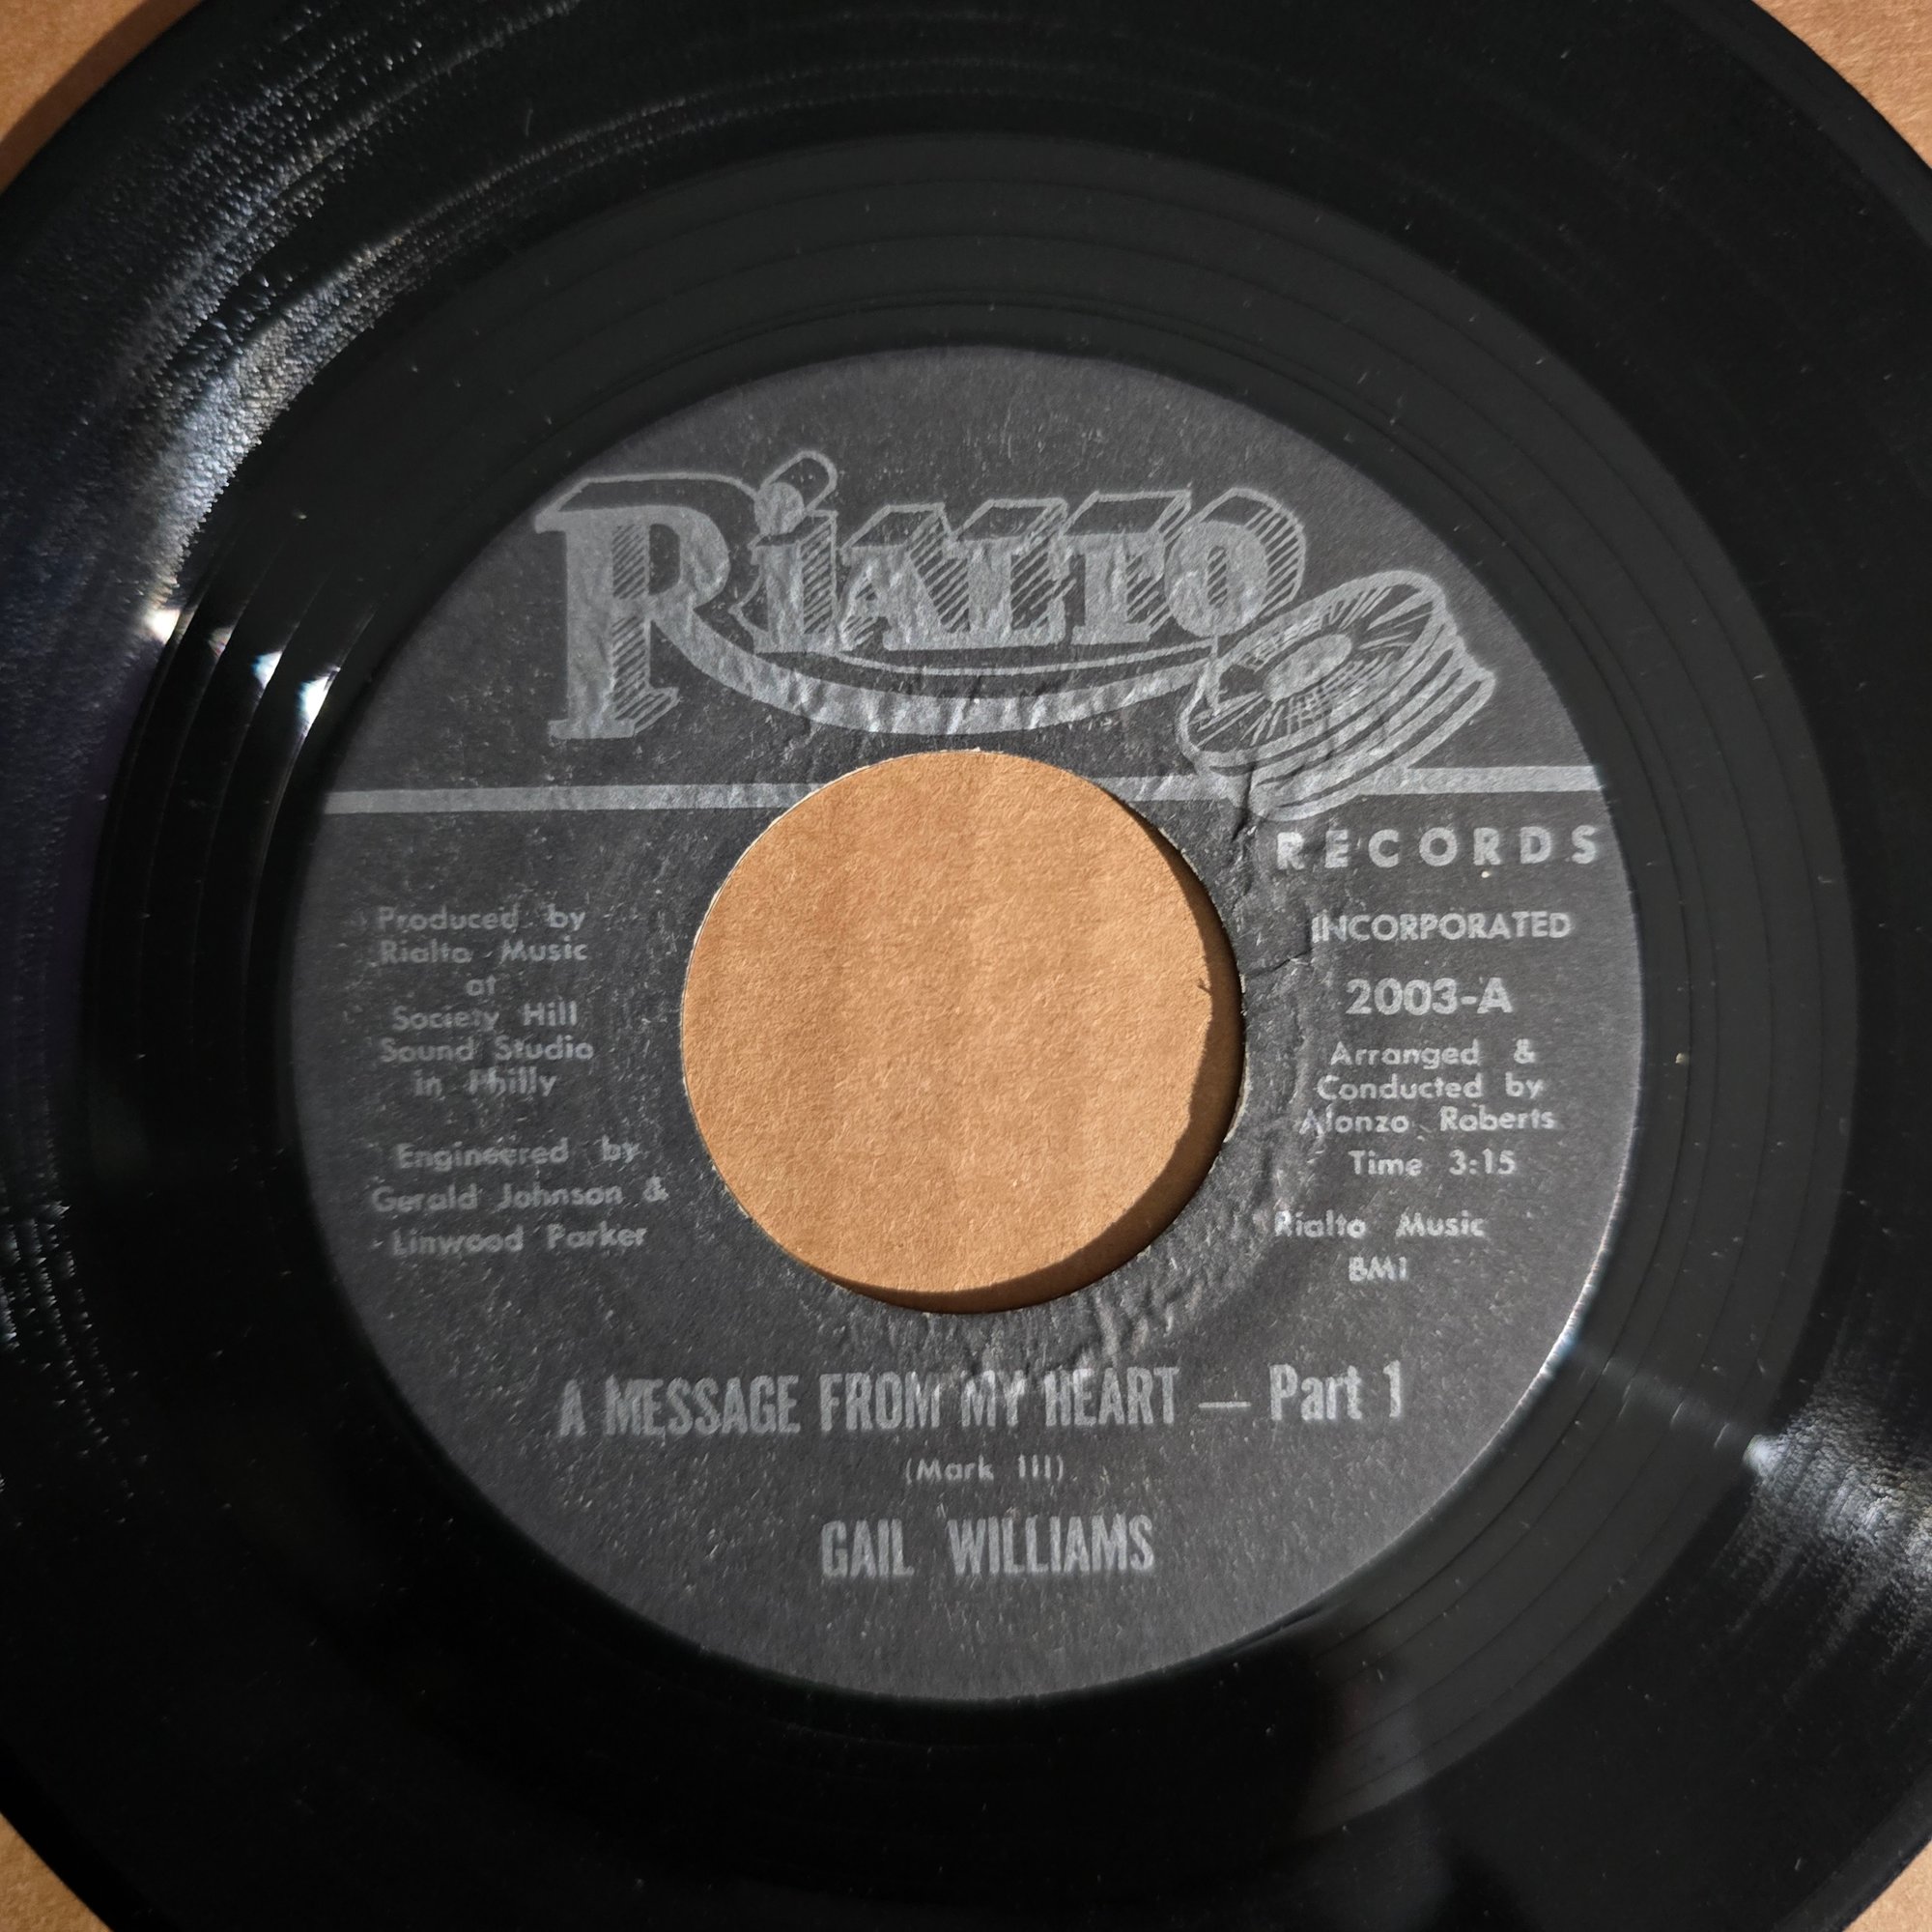 RiALTO
RECORDS
INCORPORATED
2003-A
Arranged &
Conducted by
Alonzo Roberts
Time 3:15
Rialto Music
BMI
Produced by
Rialto Music
at
Society Hill
Sound Studio
in Philly
Engineered by
Gerald Johnson &
Linwood Parker
A MESSAGE FROM MY HEART — Part 1
(Mark III)
GAIL WILLIAMS